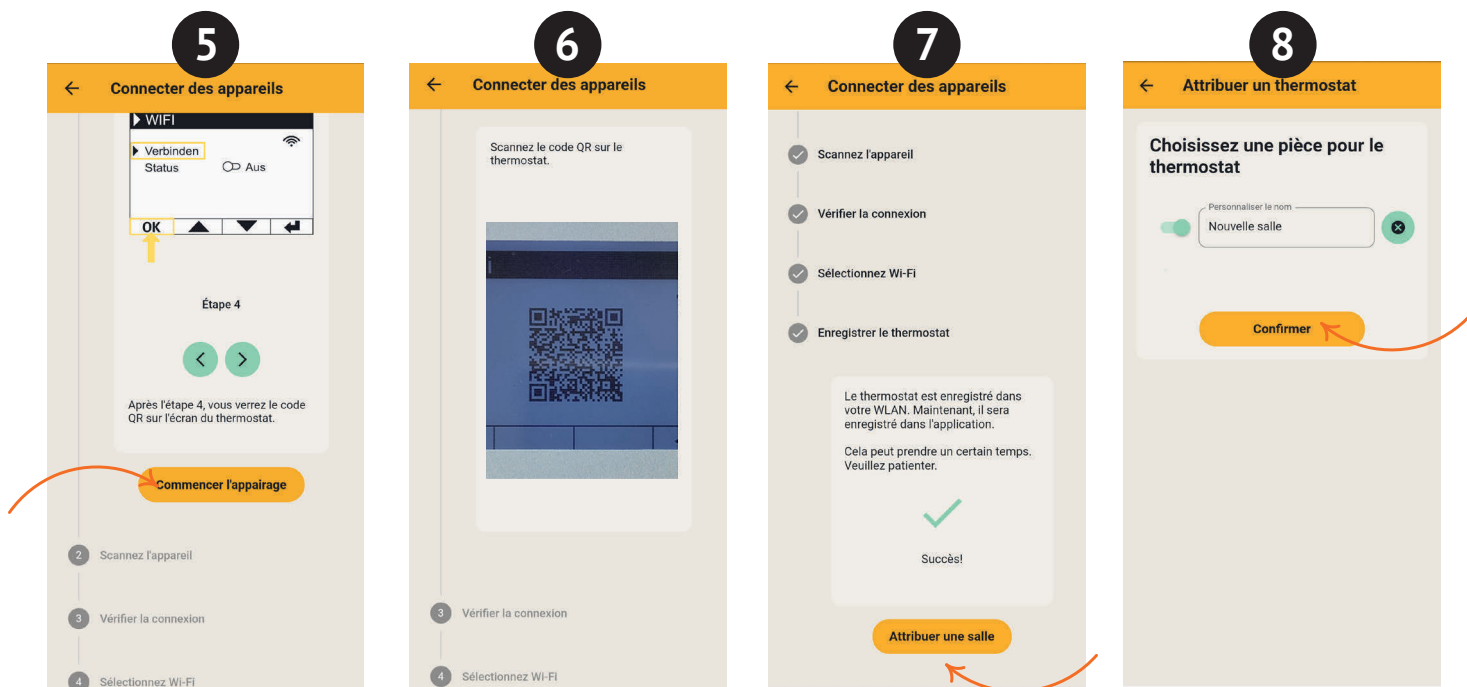 5
← Connecter des appareils
WIFI
Verbinden
Status Aus
OK
Étape 4
Après l'étape 4, vous verrez le code
QR sur l'écran du thermostat.
Commencer l'appairage
2 Scannez l'appareil
3 Vérifier la connexion
4 Sélectionnez Wi-Fi
6
← Connecter des appareils
Scannez le code QR sur le
thermostat.
3 Vérifier la connexion
4 Sélectionnez Wi-Fi
7
← Connecter des appareils
Scannez l'appareil
Vérifier la connexion
Sélectionnez Wi-Fi
Enregistrer le thermostat
Le thermostat est enregistré dans
votre WLAN. Maintenant, il sera
enregistré dans l'application.
Cela peut prendre un certain temps.
Veuillez patienter.
Succès!
Attribuer une salle
8
← Attribuer un thermostat
Choisissez une pièce pour le
thermostat
Personnaliser le nom
Nouvelle salle
Confirmer